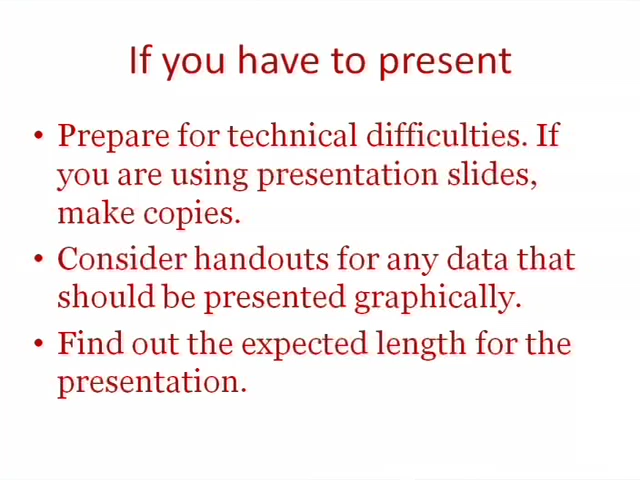 If you have to present
• Prepare for technical difficulties. If
you are using presentation slides,
make copies.
• Consider handouts for any data that
should be presented graphically.
• Find out the expected length for the
presentation.